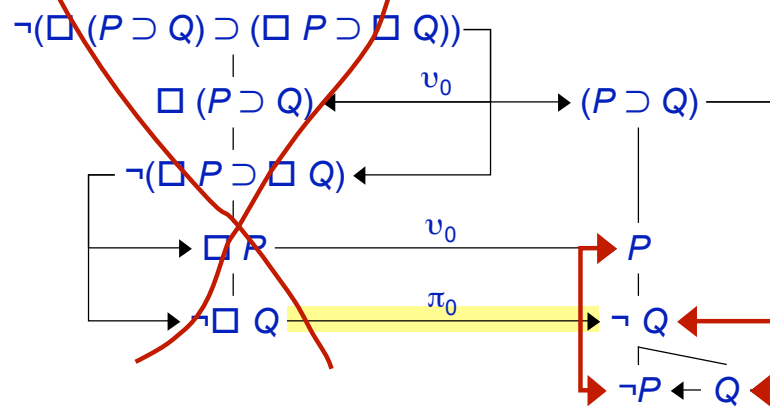 ¬(□ (P ⊃ Q) ⊃ (□ P ⊃ □ Q))
□ (P ⊃ Q) υ₀ (P ⊃ Q)
¬(□ P ⊃ □ Q)
□ P υ₀ P
¬□ Q π₀ ¬ Q
¬P Q